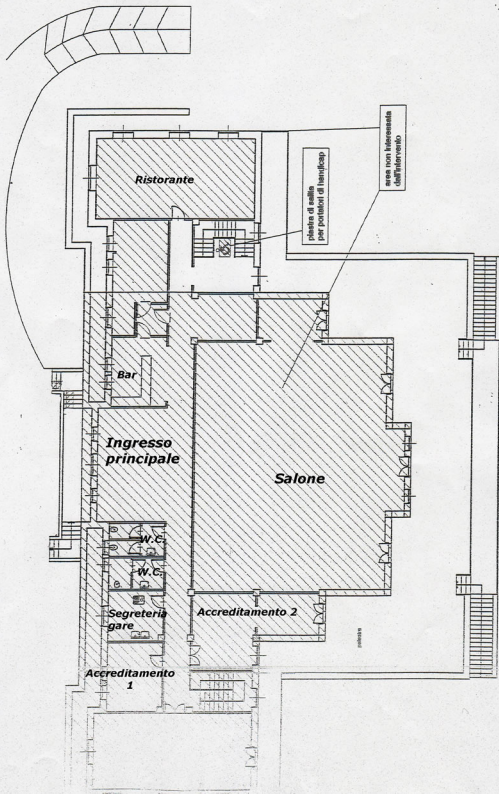 Ristorante
piastra di salita
per portatori di handicap
area non interessata
dall'intervento
Bar
Ingresso
principale
Salone
W.C.
W.C.
Segreteria
gare
Accreditamento 2
Accreditamento
1